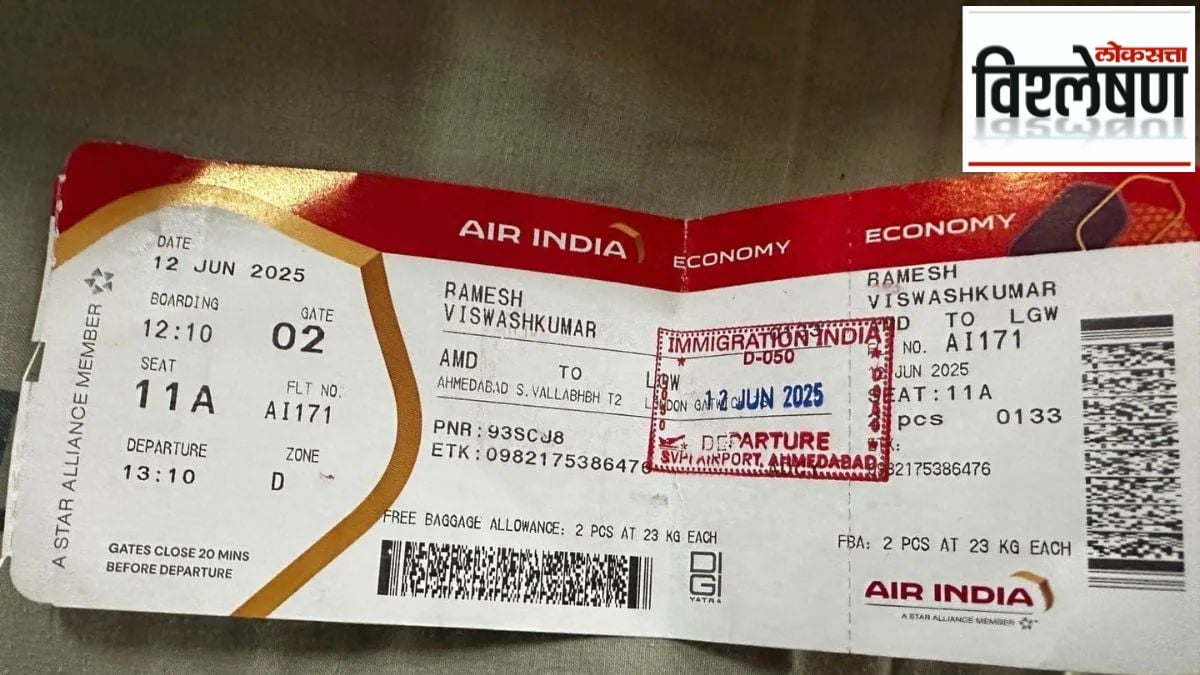 लोकसत्ता
विश्लेषण
AIR INDIA
ECONOMY
ECONOMY
A STAR ALLIANCE MEMBER
DATE
12 JUN 2025
BOARDING
12:10
GATE
02
SEAT
11A
FLT NO.
AI171
DEPARTURE
13:10
ZONE
D
GATES CLOSE 20 MINS
BEFORE DEPARTURE
RAMESH
VISWASHKUMAR
AMD TO LGW
AHMEDABAD S.VALLABHBH T2
PNR:93SCJ8
ETK:0982175386476
FREE BAGGAGE ALLOWANCE: 2 PCS AT 23 KG EACH
DIGI
YATRA
IMMIGRATION INDIA
D-050
12 JUN 2025
DEPARTURE
SVPI AIRPORT, AHMEDABAD
RAMESH
VISWASHKUMAR
TO LGW
NO. AI171
JUN 2025
SEAT:11A
pcs 0133
0982175386476
FBA: 2 PCS AT 23 KG EACH
AIR INDIA
A STAR ALLIANCE MEMBER